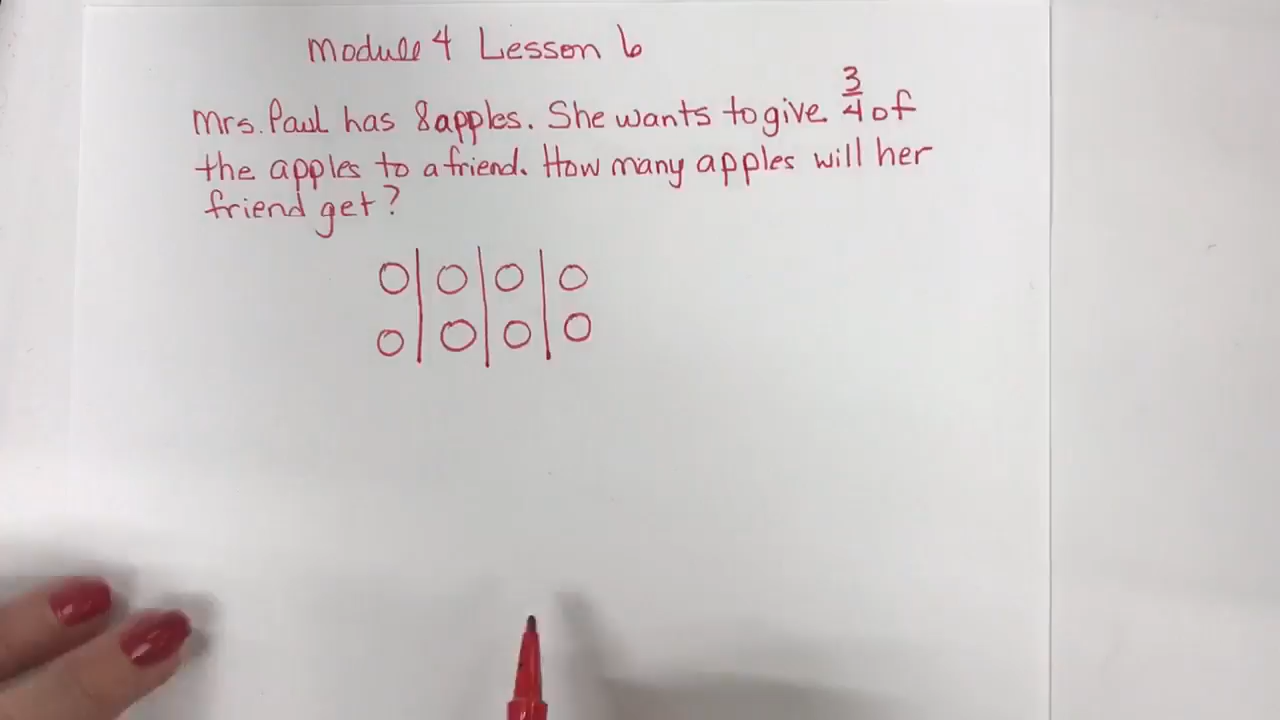 Module 4 Lesson 6
Mrs. Paul has 8 apples. She wants to give 3/4 of
the apples to a friend. How many apples will her
friend get?